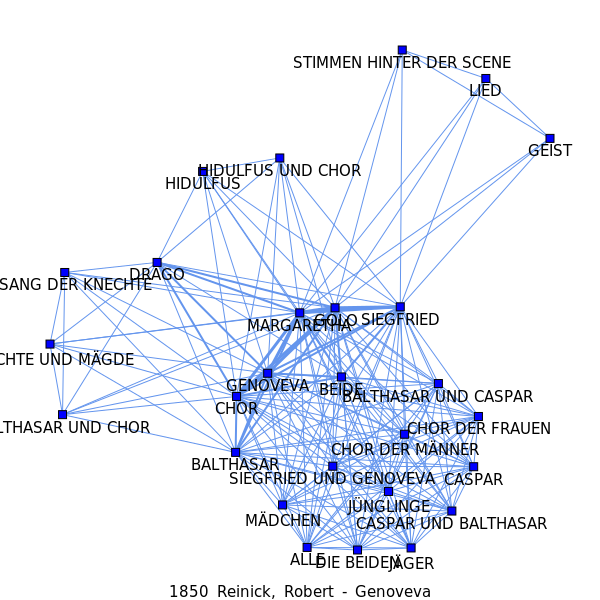 STIMMEN HINTER DER SCENE
LIED
GEIST
HIDULFUS UND CHOR
HIDULFUS
DRAGO
SANG DER KNECHTE
MARGARETHA
GOLO
SIEGFRIED
CHTE UND MÄGDE
GENOVEVA
BEIDE
BALTHASAR UND CASPAR
CHOR
LTHASAR UND CHOR
CHOR DER FRAUEN
CHOR DER MÄNNER
BALTHASAR
SIEGFRIED UND GENOVEVA
CASPAR
JÜNGLINGE
MÄDCHEN
CASPAR UND BALTHASAR
ALLE
DIE BEIDEN
JÄGER
1850 Reinick, Robert - Genoveva